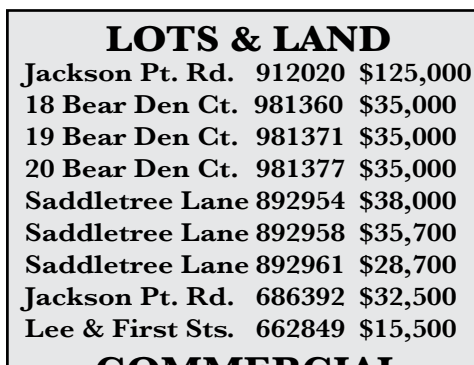 LOTS & LAND
Jackson Pt. Rd. 912020 $125,000
18 Bear Den Ct. 981360 $35,000
19 Bear Den Ct. 981371 $35,000
20 Bear Den Ct. 981377 $35,000
Saddletree Lane 892954 $38,000
Saddletree Lane 892958 $35,700
Saddletree Lane 892961 $28,700
Jackson Pt. Rd. 686392 $32,500
Lee & First Sts. 662849 $15,500
COMMERCIAL